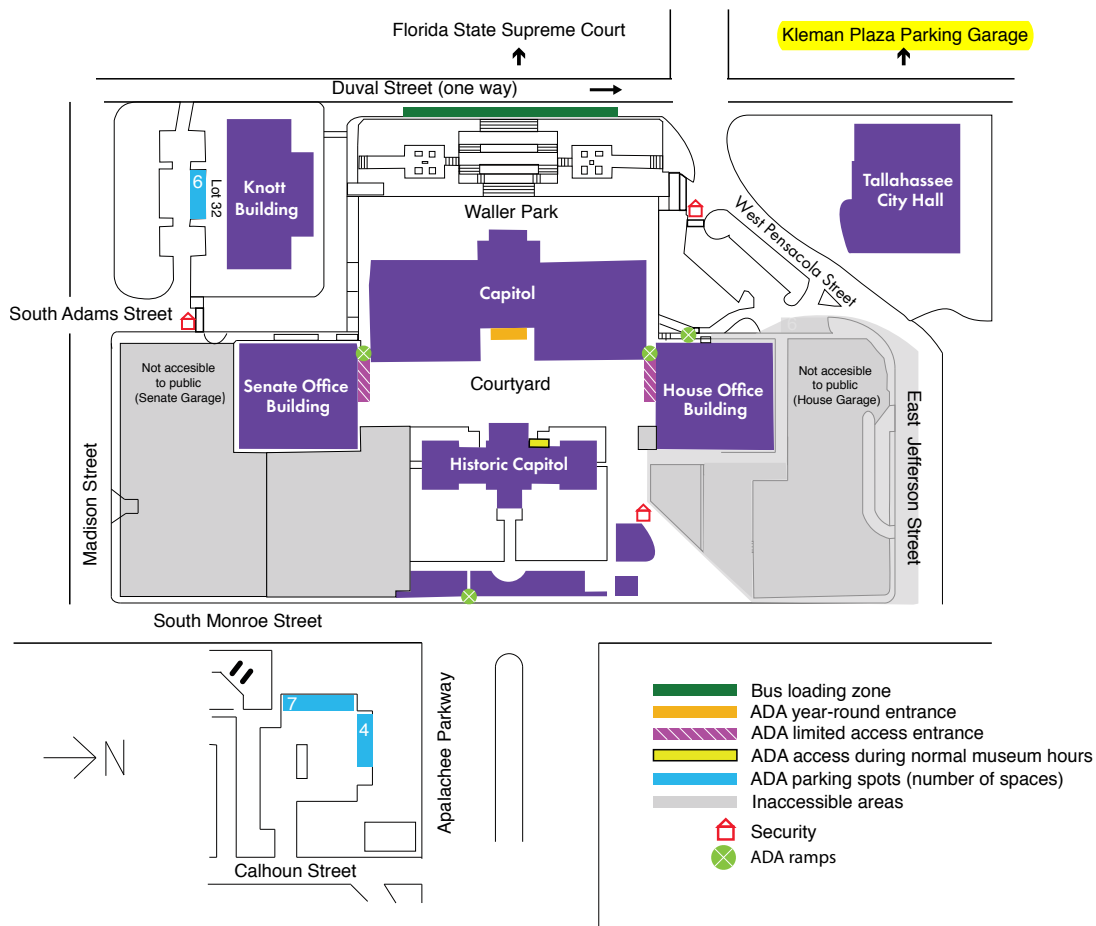 Florida State Supreme Court
Kleman Plaza Parking Garage
Duval Street (one way)
6
Lot 32
Knott
Building
Waller Park
Tallahassee
City Hall
West Pensacola Street
Capitol
South Adams Street
Not accesible
to public
(Senate Garage)
Senate Office
Building
Courtyard
House Office
Building
Not accesible
to public
(House Garage)
Historic Capitol
Madison Street
East Jefferson Street
South Monroe Street
7
4
Apalachee Parkway
N
Calhoun Street
Bus loading zone
ADA year-round entrance
ADA limited access entrance
ADA access during normal museum hours
ADA parking spots (number of spaces)
Inaccessible areas
Security
ADA ramps